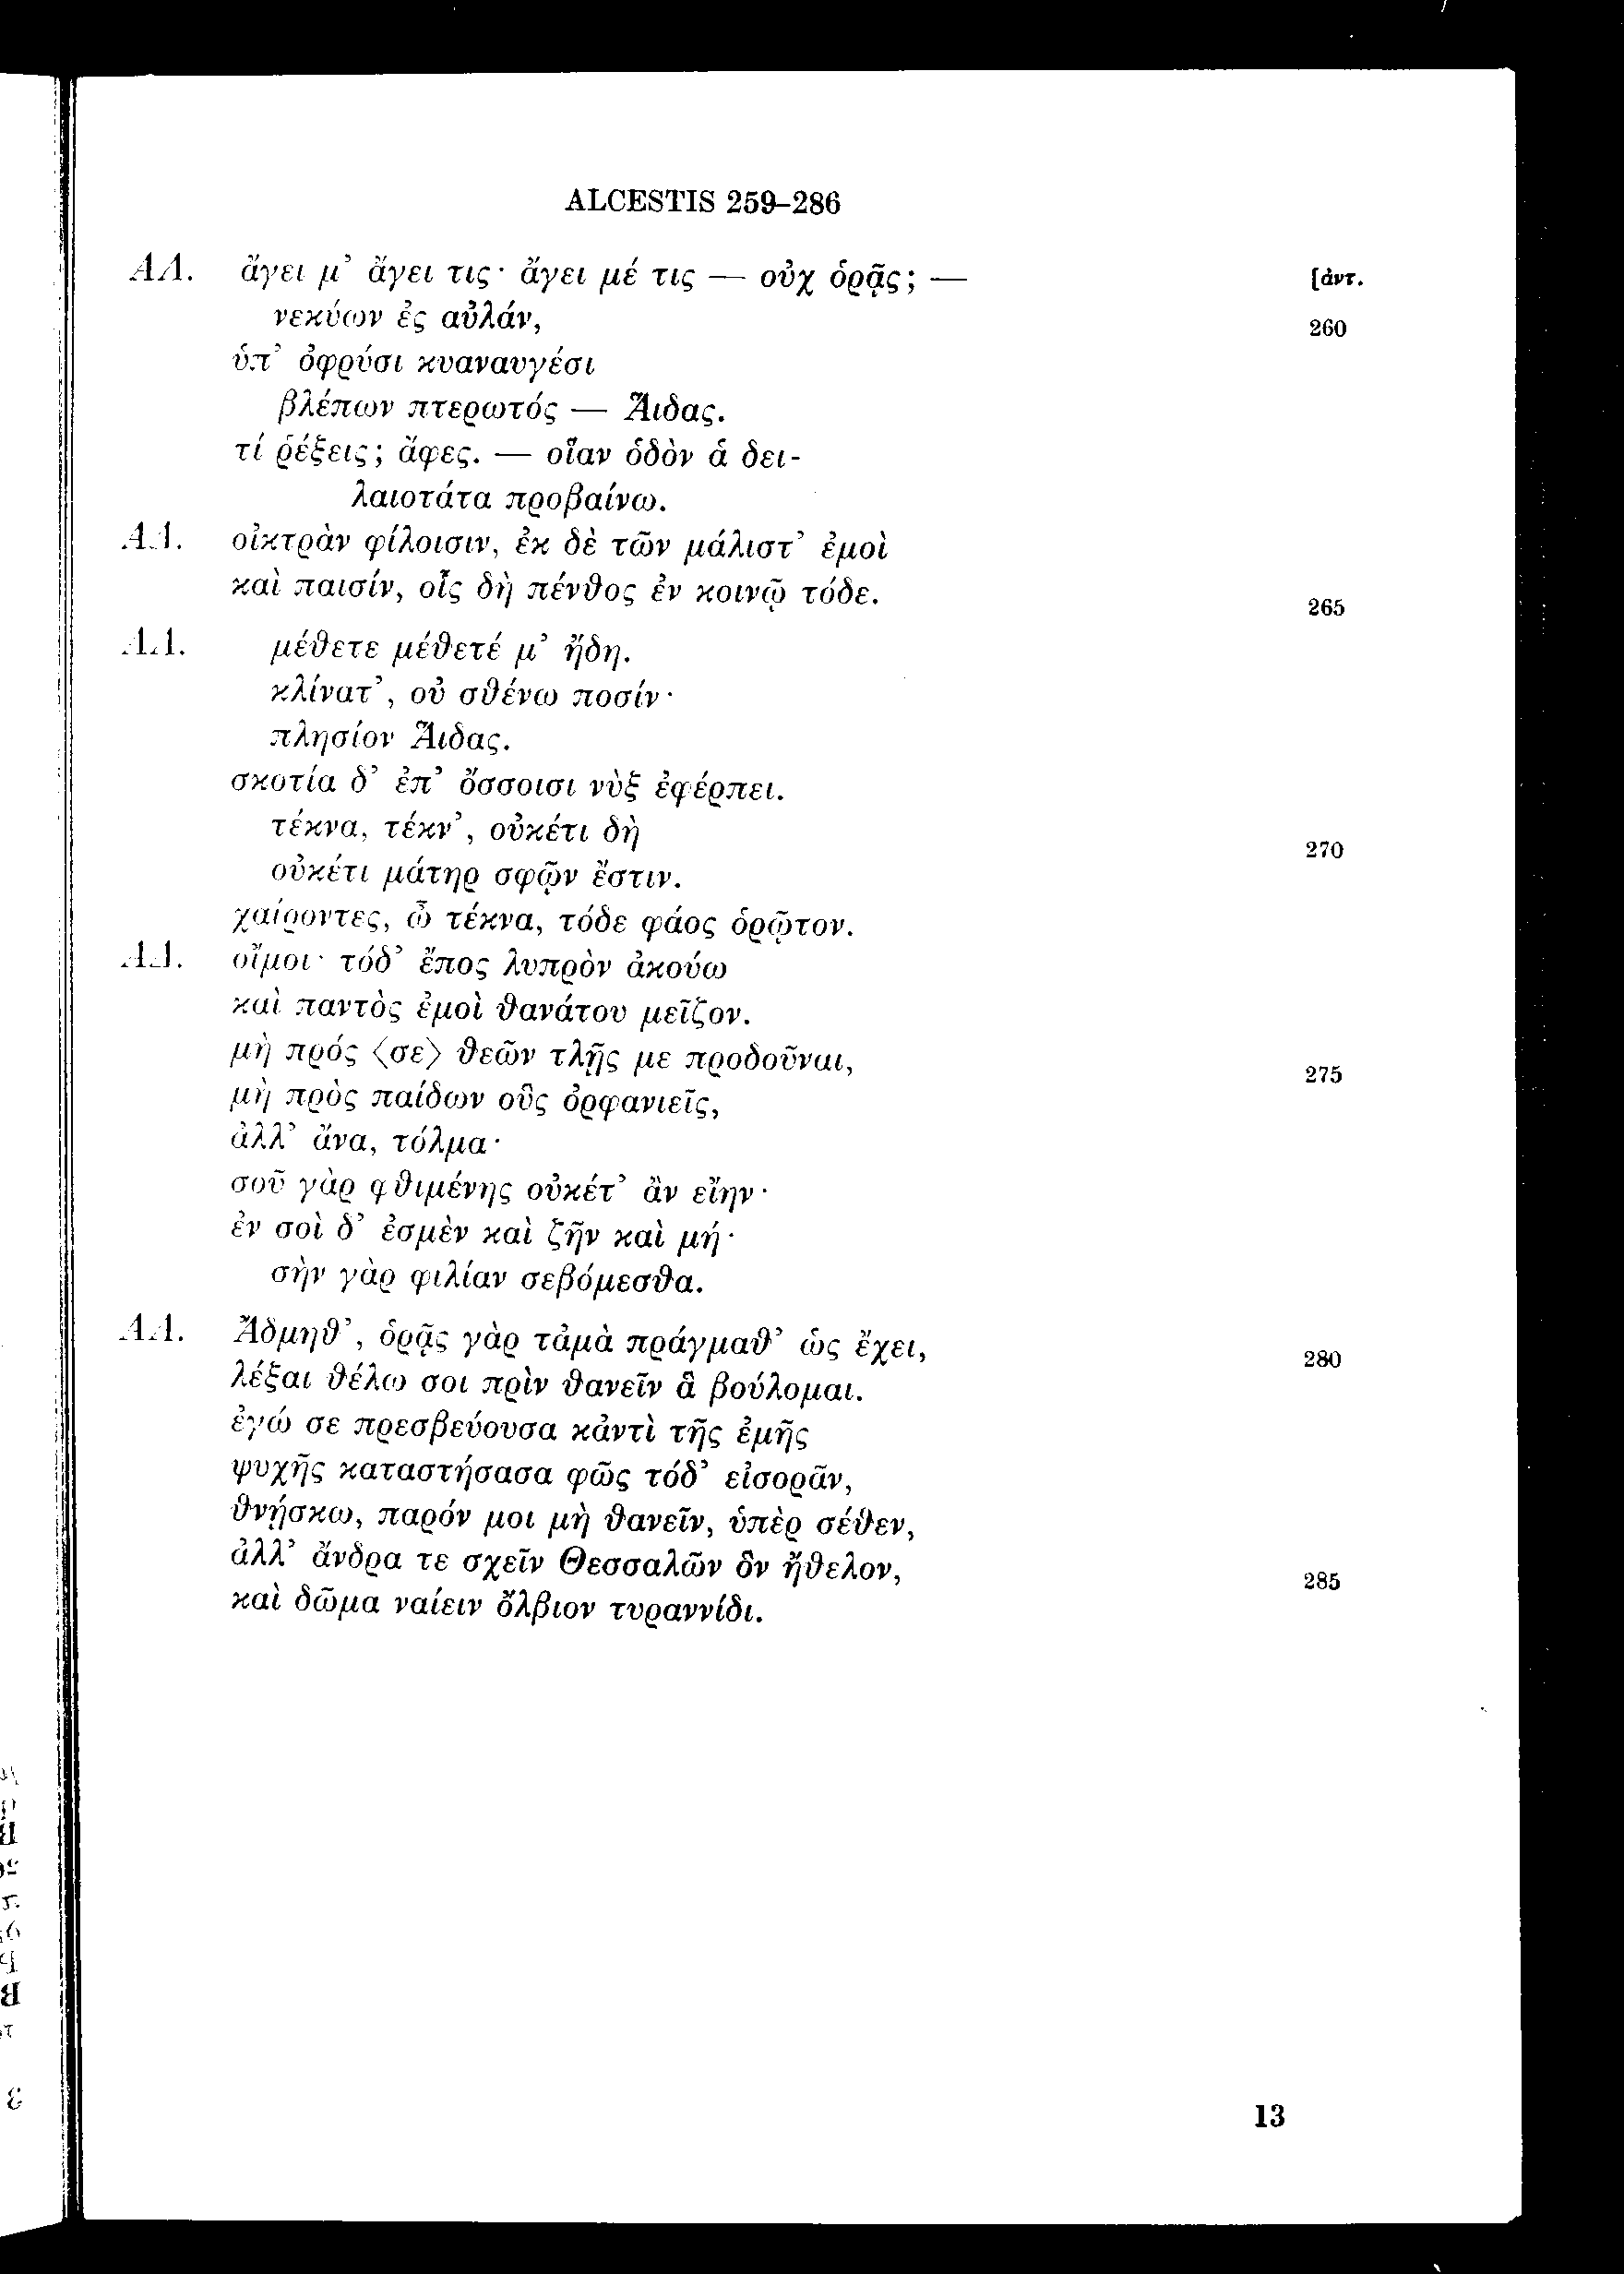 ALCESTIS 259–286
ΑΛ. ἄγει μ᾽ ἄγει τις· ἄγει μέ τις — οὐχ ὁρᾷς; — [ἀντ.
νεκύων ἐς αὐλάν, 260
ὑπ᾽ ὀφρύσι κυαναυγέσι
βλέπων πτερωτός — Ἅιδας.
τί ῥέξεις; ἄφες. — οἵαν ὁδὸν ἁ δει-
λαιοτάτα προβαίνω.
ΑΔ. οἰκτρὰν φίλοισιν, ἐκ δὲ τῶν μάλιστ᾽ ἐμοὶ
καὶ παισίν, οἷς δὴ πένθος ἐν κοινῷ τόδε. 265
ΑΛ. μέθετε μέθετέ μ᾽ ἤδη.
κλίνατ᾽, οὐ σθένω ποσίν·
πλησίον Ἅιδας.
σκοτία δ᾽ ἐπ᾽ ὄσσοισι νὺξ ἐφέρπει.
τέκνα, τέκν᾽, οὐκέτι δὴ 270
οὐκέτι μάτηρ σφῷν ἔστιν.
χαίροντες, ὦ τέκνα, τόδε φάος ὁρῷτον.
ΑΔ. οἴμοι· τόδ᾽ ἔπος λυπρὸν ἀκούω
καὶ παντὸς ἐμοὶ θανάτου μεῖζον.
μὴ πρός ⟨σε⟩ θεῶν τλῇς με προδοῦναι, 275
μὴ πρὸς παίδων οὓς ὀρφανιεῖς,
ἀλλ᾽ ἄνα, τόλμα·
σοῦ γὰρ φθιμένης οὐκέτ᾽ ἂν εἴην·
ἐν σοὶ δ᾽ ἐσμὲν καὶ ζῆν καὶ μή·
σὴν γὰρ φιλίαν σεβόμεσθα.
ΑΛ. Ἄδμηθ᾽, ὁρᾷς γὰρ τἀμὰ πράγμαθ᾽ ὡς ἔχει, 280
λέξαι θέλω σοι πρὶν θανεῖν ἃ βούλομαι.
ἐγώ σε πρεσβεύουσα κἀντὶ τῆς ἐμῆς
ψυχῆς καταστήσασα φῶς τόδ᾽ εἰσορᾶν,
θνῄσκω, παρόν μοι μὴ θανεῖν, ὑπὲρ σέθεν,
ἀλλ᾽ ἄνδρα τε σχεῖν Θεσσαλῶν ὃν ἤθελον, 285
καὶ δῶμα ναίειν ὄλβιον τυραννίδι.
13